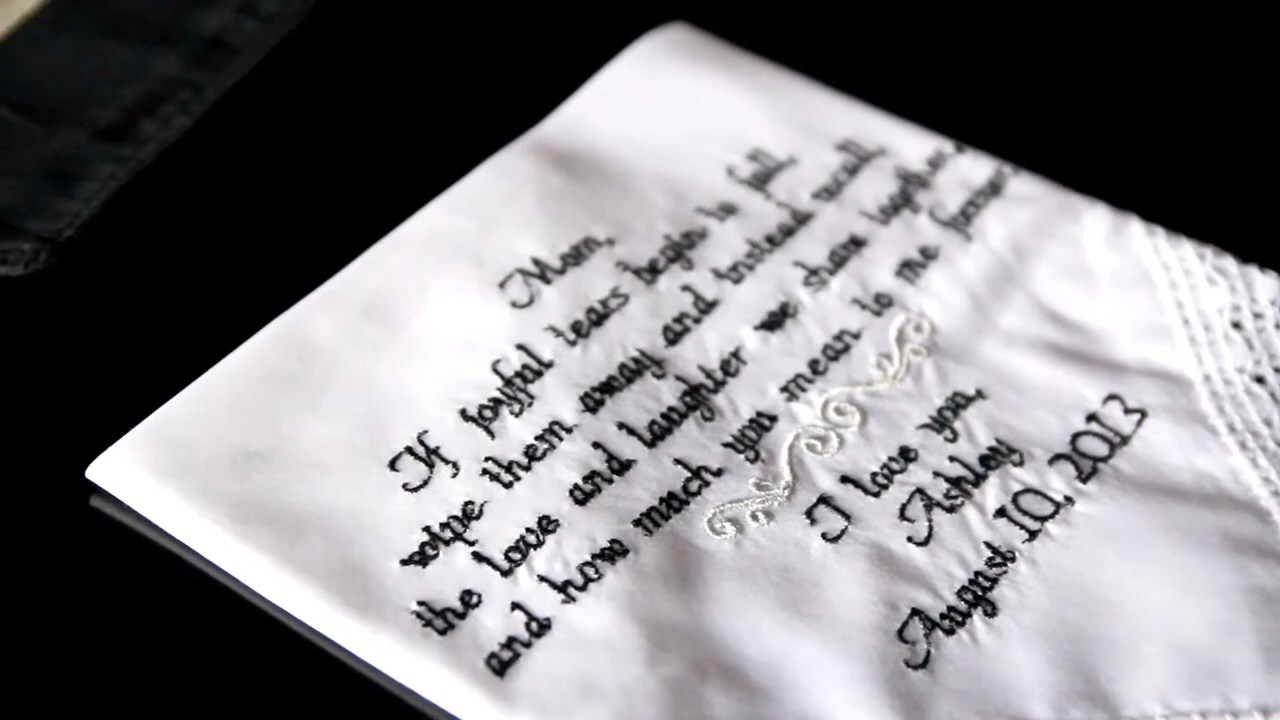 Mom,
If joyful tears begin to fall,
wipe them away and instead recall
the love and laughter we share together,
and how much you mean to me forever.
I love you,
Ashley
August 10, 2013